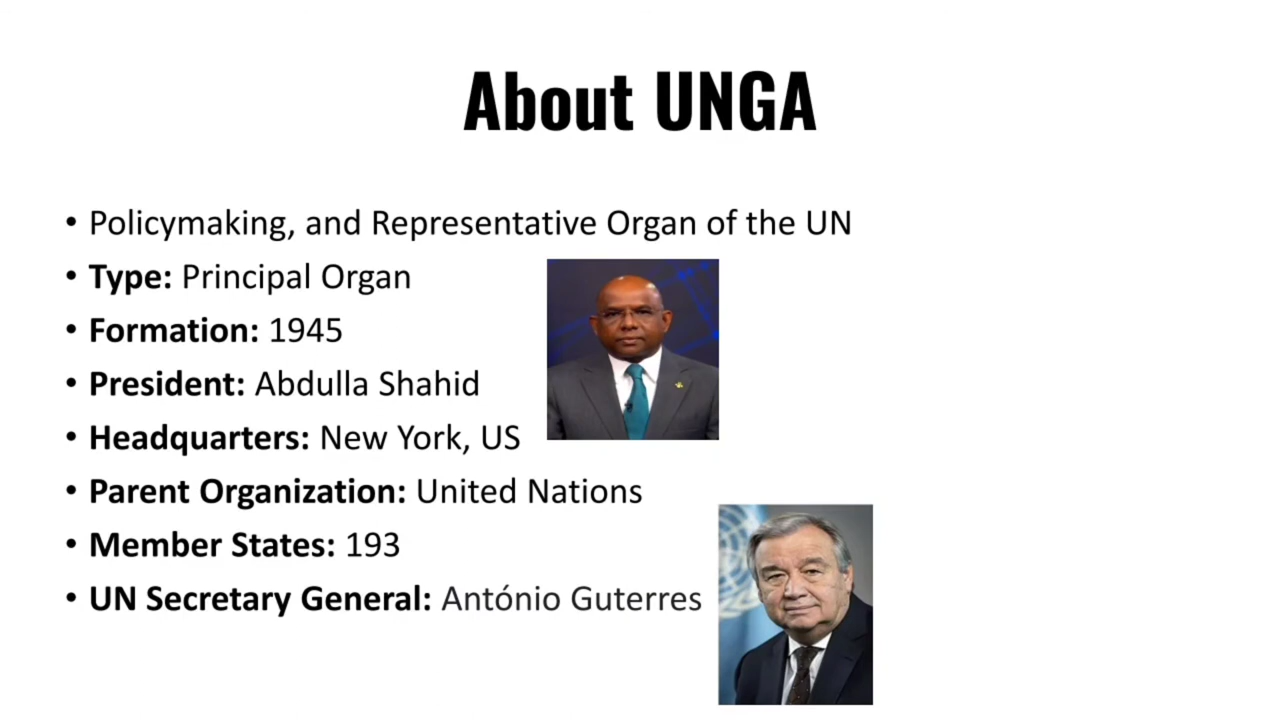 About UNGA
• Policymaking, and Representative Organ of the UN
• Type: Principal Organ
• Formation: 1945
• President: Abdulla Shahid
• Headquarters: New York, US
• Parent Organization: United Nations
• Member States: 193
• UN Secretary General: António Guterres